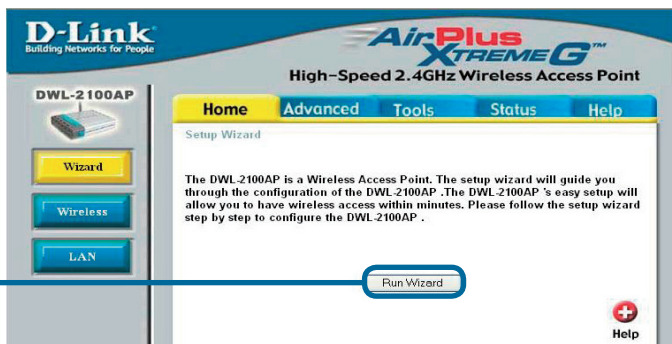 D-Link
Building Networks for People
AirPlus
XTREME G™
High-Speed 2.4GHz Wireless Access Point
DWL-2100AP
Home Advanced Tools Status Help
Setup Wizard
Wizard
Wireless
LAN
The DWL-2100AP is a Wireless Access Point. The setup wizard will guide you
through the configuration of the DWL-2100AP .The DWL-2100AP 's easy setup will
allow you to have wireless access within minutes. Please follow the setup wizard
step by step to configure the DWL-2100AP .
Run Wizard
Help